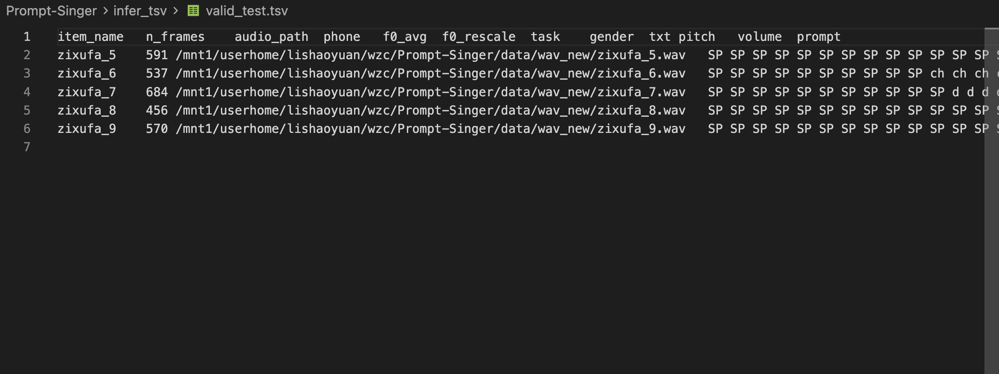 Prompt-Singer > infer_tsv > valid_test.tsv
1 item_name n_frames audio_path phone f0_avg f0_rescale task gender txt pitch volume prompt
2 zixufa_5 591 /mnt1/userhome/lishaoyuan/wzc/Prompt-Singer/data/wav_new/zixufa_5.wav SP SP SP SP SP SP SP SP SP SP SP SP SP
3 zixufa_6 537 /mnt1/userhome/lishaoyuan/wzc/Prompt-Singer/data/wav_new/zixufa_6.wav SP SP SP SP SP SP SP SP SP SP ch ch ch
4 zixufa_7 684 /mnt1/userhome/lishaoyuan/wzc/Prompt-Singer/data/wav_new/zixufa_7.wav SP SP SP SP SP SP SP SP SP SP SP d d d
5 zixufa_8 456 /mnt1/userhome/lishaoyuan/wzc/Prompt-Singer/data/wav_new/zixufa_8.wav SP SP SP SP SP SP SP SP SP SP SP SP SP
6 zixufa_9 570 /mnt1/userhome/lishaoyuan/wzc/Prompt-Singer/data/wav_new/zixufa_9.wav SP SP SP SP SP SP SP SP SP SP SP SP SP
7